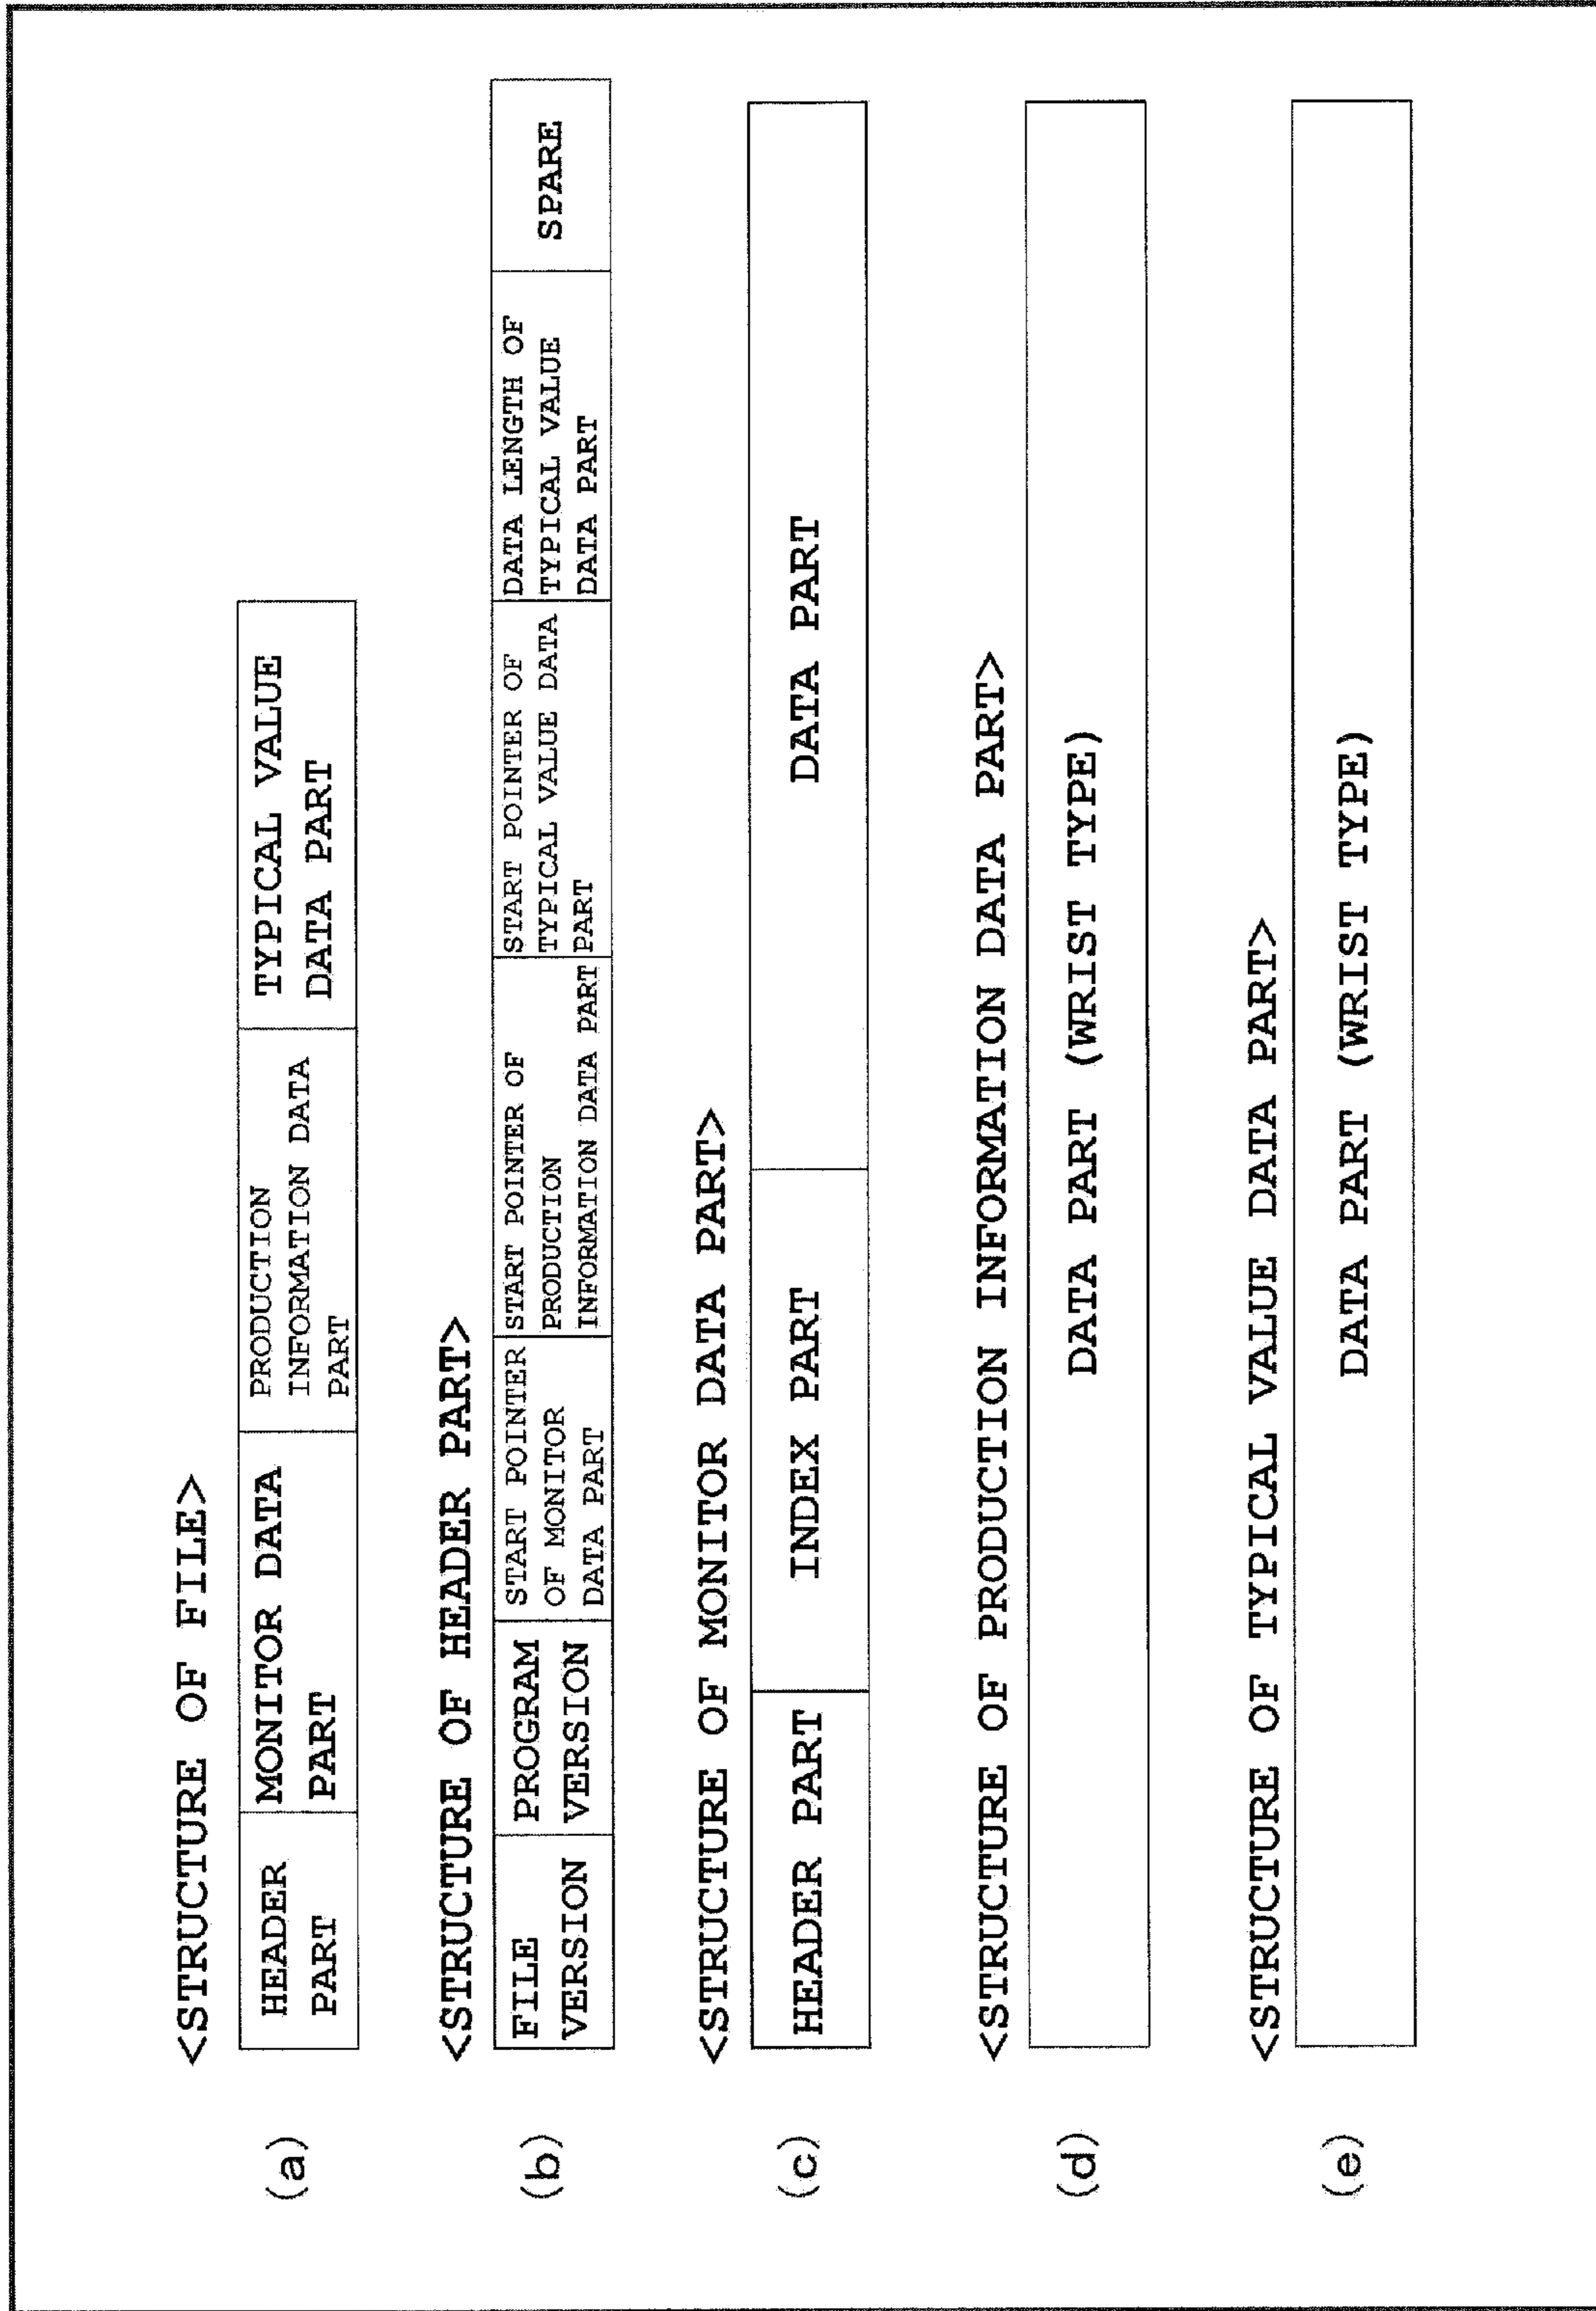 (a)
<STRUCTURE OF FILE>
HEADER
PART
MONITOR DATA
PART
PRODUCTION
INFORMATION DATA
PART
TYPICAL VALUE
DATA PART
(b)
<STRUCTURE OF HEADER PART>
FILE
VERSION
PROGRAM
VERSION
START POINTER
OF MONITOR
DATA PART
START POINTER OF
PRODUCTION
INFORMATION DATA PART
START POINTER OF
TYPICAL VALUE DATA
PART
DATA LENGTH OF
TYPICAL VALUE
DATA PART
SPARE
(c)
<STRUCTURE OF MONITOR DATA PART>
HEADER PART
INDEX PART
DATA PART
(d)
<STRUCTURE OF PRODUCTION INFORMATION DATA PART>
DATA PART (WRIST TYPE)
(e)
<STRUCTURE OF TYPICAL VALUE DATA PART>
DATA PART (WRIST TYPE)